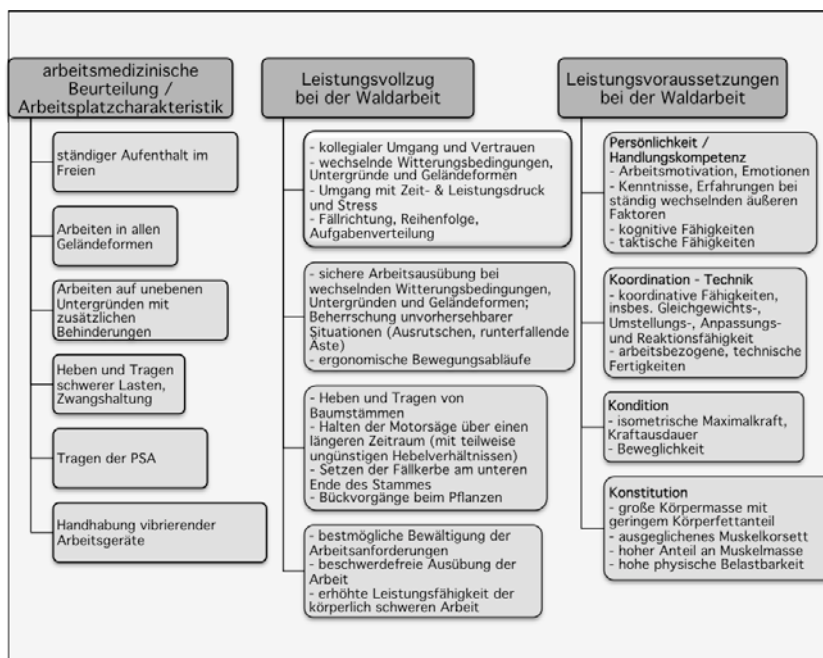 arbeitsmedizinische
Beurteilung /
Arbeitsplatzcharakteristik
ständiger Aufenthalt im
Freien
Arbeiten in allen
Geländeformen
Arbeiten auf unebenen
Untergründen mit
zusätzlichen
Behinderungen
Heben und Tragen
schwerer Lasten,
Zwangshaltung
Tragen der PSA
Handhabung vibrierender
Arbeitsgeräte
Leistungsvollzug
bei der Waldarbeit
- kollegialer Umgang und Vertrauen
- wechselnde Witterungsbedingungen,
Untergründe und Geländeformen
- Umgang mit Zeit- & Leistungsdruck
und Stress
- Fällrichtung, Reihenfolge,
Aufgabenverteilung
- sichere Arbeitsausübung bei
wechselnden Witterungsbedingungen,
Untergründen und Geländeformen;
Beherrschung unvorhersehbarer
Situationen (Ausrutschen, runterfallende
Äste)
- ergonomische Bewegungsabläufe
- Heben und Tragen von
Baumstämmen
- Halten der Motorsäge über einen
längeren Zeitraum (mit teilweise
ungünstigen Hebelverhältnissen)
- Setzen der Fällkerbe am unteren
Ende des Stammes
- Bückvorgänge beim Pflanzen
- bestmögliche Bewältigung der
Arbeitsanforderungen
- beschwerdefreie Ausübung der
Arbeit
- erhöhte Leistungsfähigkeit der
körperlich schweren Arbeit
Leistungsvoraussetzungen
bei der Waldarbeit
Persönlichkeit /
Handlungskompetenz
- Arbeitsmotivation, Emotionen
- Kenntnisse, Erfahrungen bei
ständig wechselnden äußeren
Faktoren
- kognitive Fähigkeiten
- taktische Fähigkeiten
Koordination - Technik
- koordinative Fähigkeiten,
insbes. Gleichgewichts-,
Umstellungs-, Anpassungs-
und Reaktionsfähigkeit
- arbeitsbezogene, technische
Fertigkeiten
Kondition
- isometrische Maximalkraft,
Kraftausdauer
- Beweglichkeit
Konstitution
- große Körpermasse mit
geringem Körperfettanteil
- ausgeglichenes Muskelkorsett
- hoher Anteil an Muskelmasse
- hohe physische Belastbarkeit